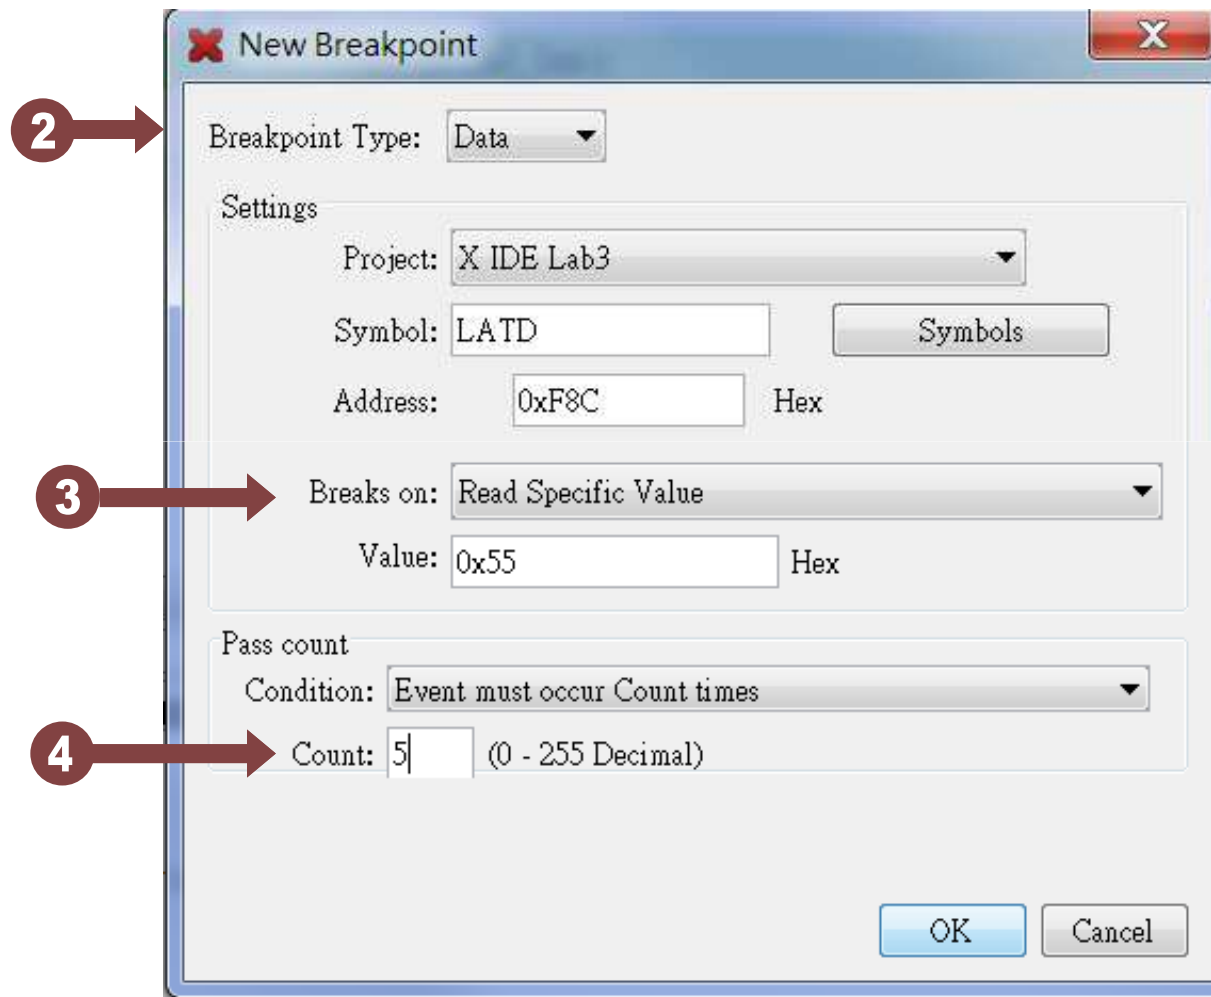 New Breakpoint
2
Breakpoint Type: Data
Settings
Project: X IDE Lab3
Symbol: LATD Symbols
Address: 0xF8C Hex
3 Breaks on: Read Specific Value
Value: 0x55 Hex
Pass count
Condition: Event must occur Count times
4 Count: 5 (0 - 255 Decimal)
OK Cancel